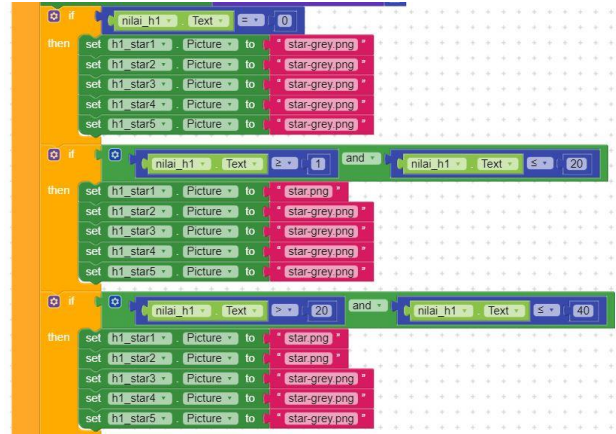 if nilai_h1 . Text = 0
then set h1_star1 . Picture to " star-grey.png "
set h1_star2 . Picture to " star-grey.png "
set h1_star3 . Picture to " star-grey.png "
set h1_star4 . Picture to " star-grey.png "
set h1_star5 . Picture to " star-grey.png "
if nilai_h1 . Text ≥ 1 and nilai_h1 . Text ≤ 20
then set h1_star1 . Picture to " star.png "
set h1_star2 . Picture to " star-grey.png "
set h1_star3 . Picture to " star-grey.png "
set h1_star4 . Picture to " star-grey.png "
set h1_star5 . Picture to " star-grey.png "
if nilai_h1 . Text > 20 and nilai_h1 . Text ≤ 40
then set h1_star1 . Picture to " star.png "
set h1_star2 . Picture to " star.png "
set h1_star3 . Picture to " star-grey.png "
set h1_star4 . Picture to " star-grey.png "
set h1_star5 . Picture to " star-grey.png "